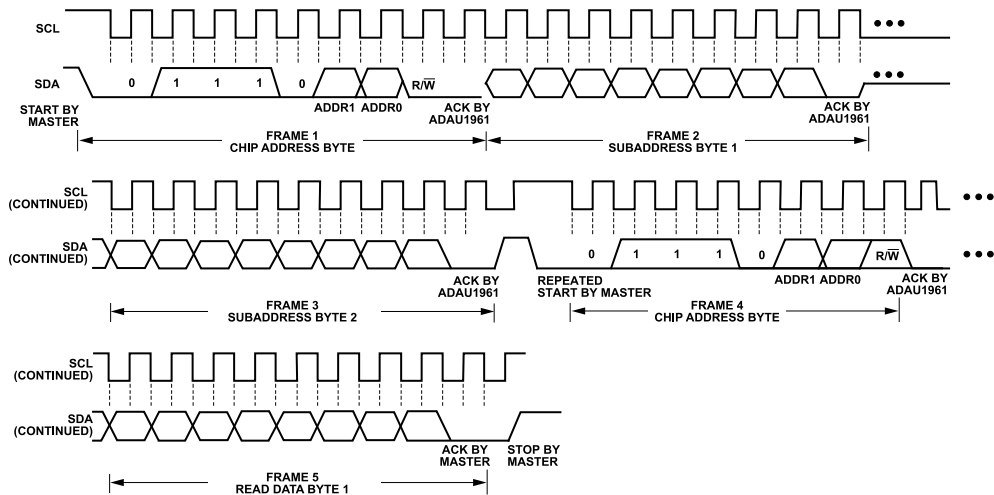 SCL
SDA
0 1 1 1 0 R/W̅
START BY
MASTER
ADDR1 ADDR0
ACK BY
ADAU1961
ACK BY
ADAU1961
FRAME 1
CHIP ADDRESS BYTE
FRAME 2
SUBADDRESS BYTE 1
SCL
(CONTINUED)
SDA
(CONTINUED)
0 1 1 1 0 R/W̅
ACK BY
ADAU1961
REPEATED
START BY MASTER
ADDR1 ADDR0
ACK BY
ADAU1961
FRAME 3
SUBADDRESS BYTE 2
FRAME 4
CHIP ADDRESS BYTE
SCL
(CONTINUED)
SDA
(CONTINUED)
ACK BY
MASTER
STOP BY
MASTER
FRAME 5
READ DATA BYTE 1